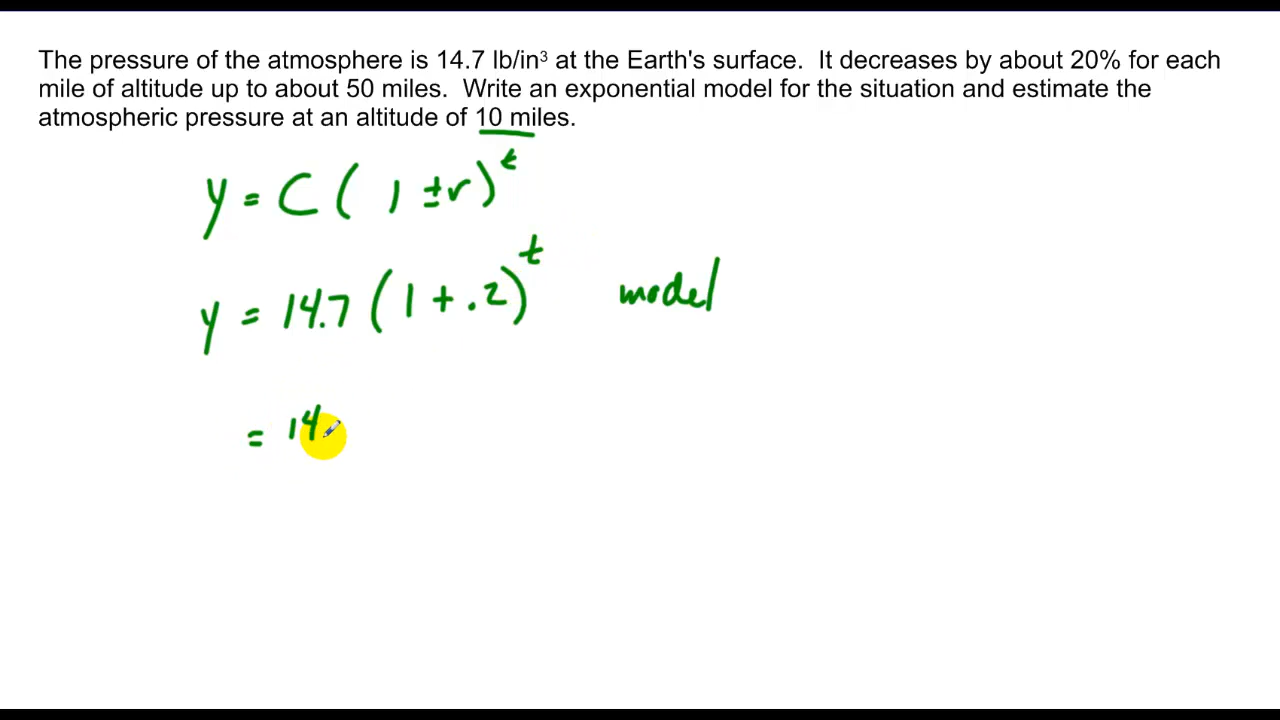 The pressure of the atmosphere is 14.7 lb/in³ at the Earth's surface.  It decreases by about 20% for each
mile of altitude up to about 50 miles.  Write an exponential model for the situation and estimate the
atmospheric pressure at an altitude of 10 miles.
y = C ( 1 ± r)^t
y = 14.7 (1 + .2)^t model
= 14